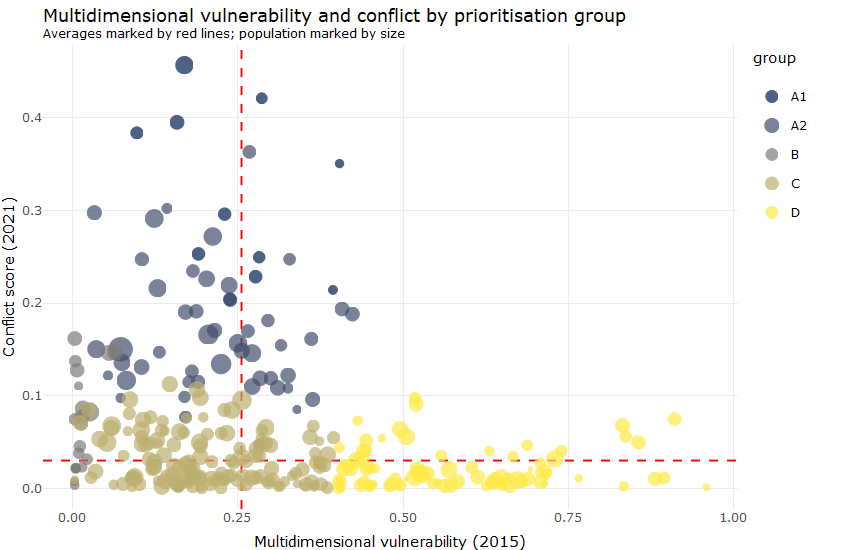 Multidimensional vulnerability and conflict by prioritisation group
Averages marked by red lines; population marked by size
group
A1
A2
B
C
D
Conflict score (2021)
0.4
0.3
0.2
0.1
0.0
0.00 0.25 0.50 0.75 1.00
Multidimensional vulnerability (2015)